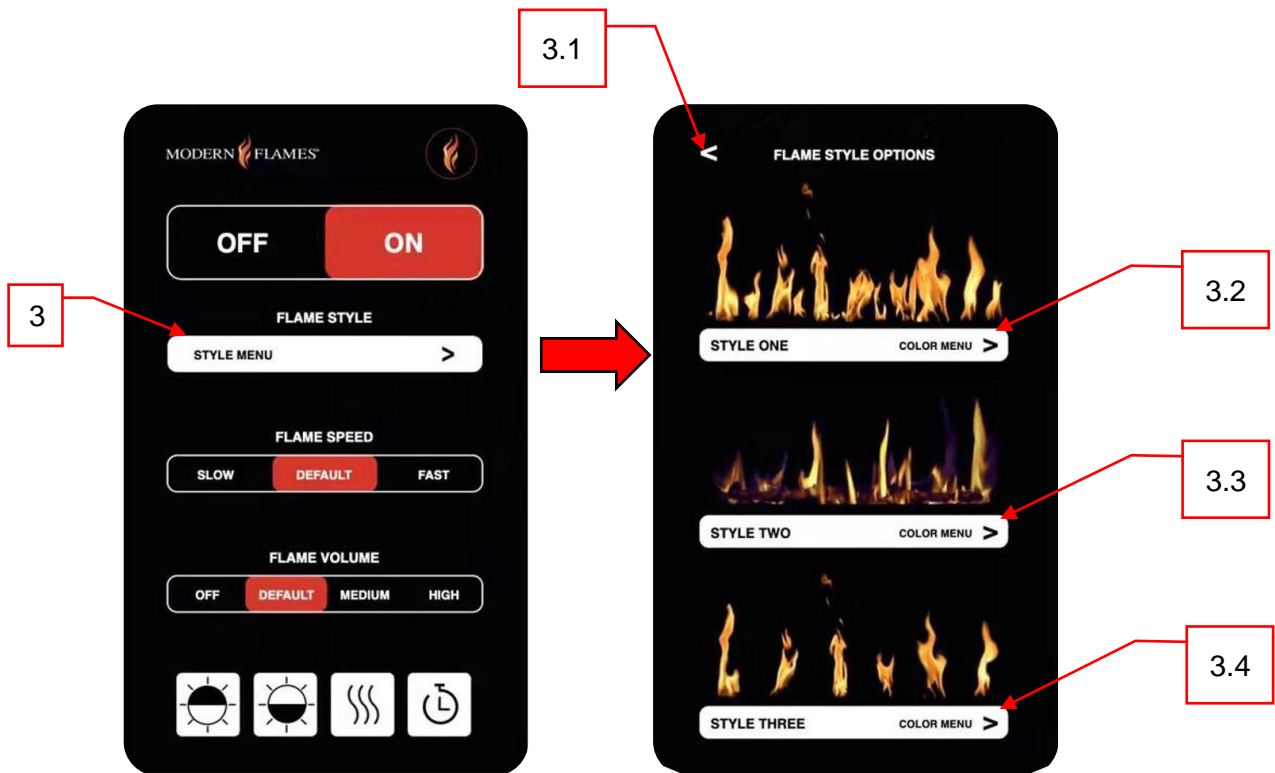 3.1
3
MODERN FLAMES®
OFF ON
FLAME STYLE
STYLE MENU >
FLAME SPEED
SLOW DEFAULT FAST
FLAME VOLUME
OFF DEFAULT MEDIUM HIGH
< FLAME STYLE OPTIONS
STYLE ONE COLOR MENU >
3.2
STYLE TWO COLOR MENU >
3.3
STYLE THREE COLOR MENU >
3.4